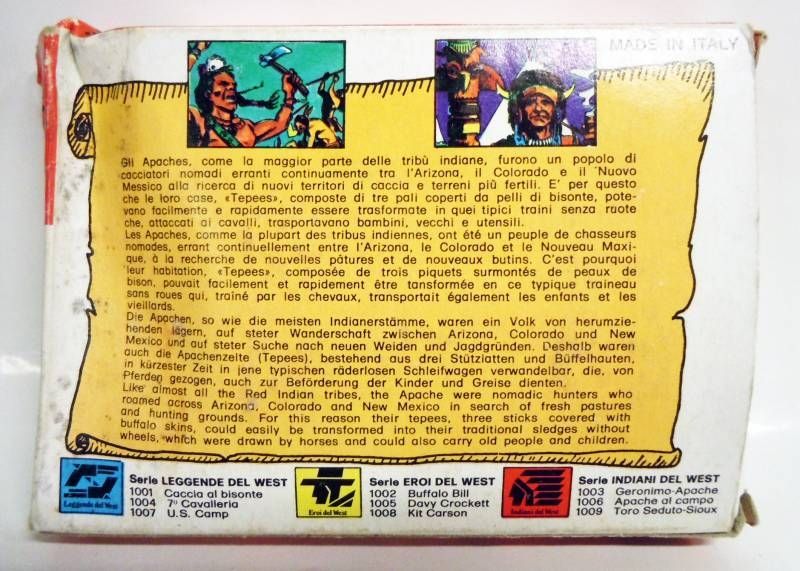 MADE IN ITALY
Gli Apaches, come la maggior parte delle tribù indiane, furono un popolo di
cacciatori nomadi erranti continuamente tra l'Arizona, il Colorado e il Nuovo
Messico alla ricerca di nuovi territori di caccia e terreni più fertili. E' per questo
che le loro case, «Tepees», composte di tre pali coperti da pelli di bisonte, pote-
vano facilmente e rapidamente essere trasformate in quei tipici traini senza ruote
che, attaccati ai cavalli, trasportavano bambini, vecchi e utensili.
Les Apaches, comme la plupart des tribus indiennes, ont été un peuple de chasseurs
nomades, errant continuellement entre l'Arizona, le Colorado et le Nouveau Maxi-
que, à la recherche de nouvelles pâtures et de nouveaux butins. C'est pourquoi
leur habitation, «Tepees», composée de trois piquets surmontés de peaux de
bison, pouvait facilement et rapidement être tansformée en ce typique traineau
sans roues qui, traîné par les chevaux, transportait également les enfants et les
vieillards.
Die Apachen, so wie die meisten Indianerstämme, waren ein Volk von herumzie-
henden lägern, auf steter Wanderschaft zwischen Arizona, Colorado und New
Mexico und auf steter Suche nach neuen Weiden und Jagdgründen. Deshalb waren
auch die Apachenzelte (Tepees), bestehend aus drei Stützlatten und Büffelhauten,
in kürzester Zeit in jene typischen räderlosen Schleifwagen verwandelbar, die, von
Pferden gezogen, auch zur Beförderung der Kinder und Greise dienten.
Like almost all the Red Indian tribes, the Apache were nomadic hunters who
roamed across Arizona, Colorado and New Mexico in search of fresh pastures
and hunting grounds. For this reason their tepees, three sticks covered with
buffalo skins, could easily be transformed into their traditional sledges without
wheels, which were drawn by horses and could also carry old people and children.
Leggende del West
Serie LEGGENDE DEL WEST
1001 Caccia al bisonte
1004 7º Cavalleria
1007 U.S. Camp
Eroi del West
Serie EROI DEL WEST
1002 Buffalo Bill
1005 Davy Crockett
1008 Kit Carson
Indiani del West
Serie INDIANI DEL WEST
1003 Geronimo-Apache
1006 Apache al campo
1009 Toro Seduto-Sioux